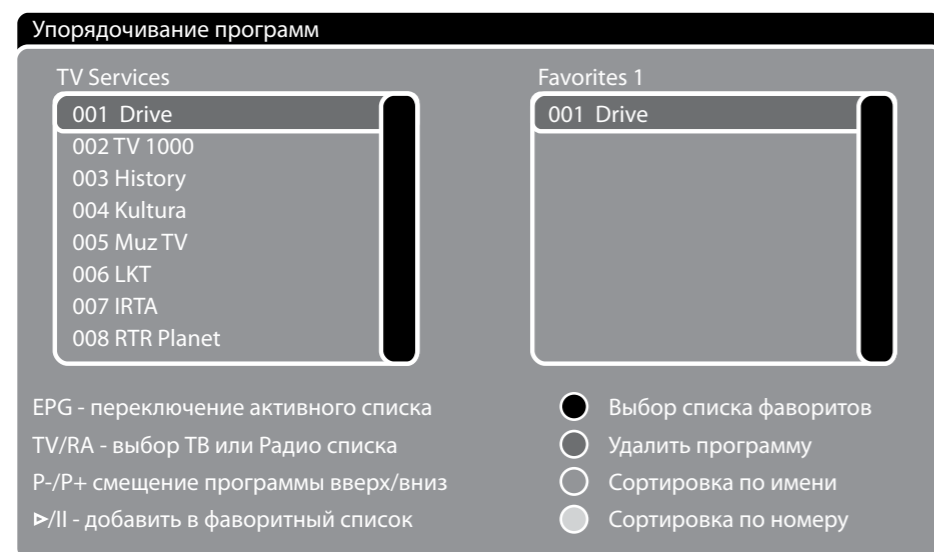 Упорядочивание программ
TV Services
001 Drive
002 TV 1000
003 History
004 Kultura
005 Muz TV
006 LKT
007 IRTA
008 RTR Planet
Favorites 1
001 Drive
EPG - переключение активного списка
TV/RA - выбор ТВ или Радио списка
P-/P+ смещение программы вверх/вниз
▷/II - добавить в фаворитный список
Выбор списка фаворитов
Удалить программу
Сортировка по имени
Сортировка по номеру